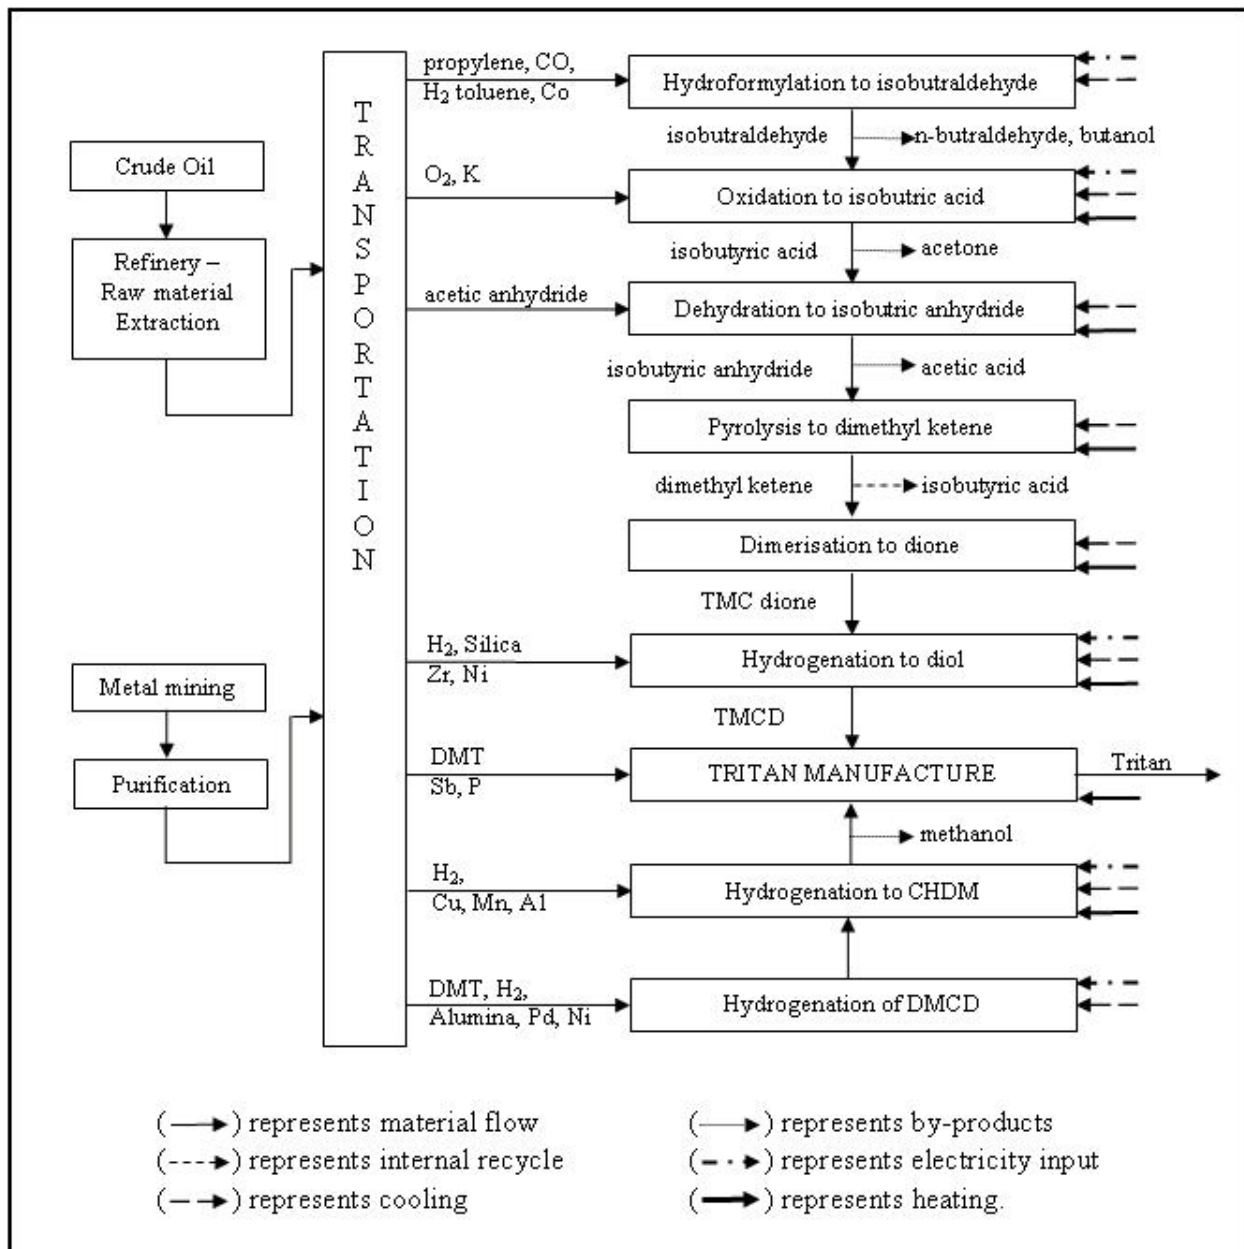 Crude Oil
Refinery –
Raw material
Extraction
Metal mining
Purification
TRANSPORTATION
propylene, CO,
H₂ toluene, Co
Hydroformylation to isobutraldehyde
isobutraldehyde
n-butraldehyde, butanol
O₂, K
Oxidation to isobutric acid
isobutyric acid
acetone
acetic anhydride
Dehydration to isobutric anhydride
isobutyric anhydride
acetic acid
Pyrolysis to dimethyl ketene
dimethyl ketene
isobutyric acid
Dimerisation to dione
TMC dione
H₂, Silica
Zr, Ni
Hydrogenation to diol
TMCD
DMT
Sb, P
TRITAN MANUFACTURE
Tritan
methanol
H₂,
Cu, Mn, Al
Hydrogenation to CHDM
DMT, H₂,
Alumina, Pd, Ni
Hydrogenation of DMCD
( ) represents material flow
( ) represents internal recycle
( ) represents cooling
( ) represents by-products
( ) represents electricity input
( ) represents heating.